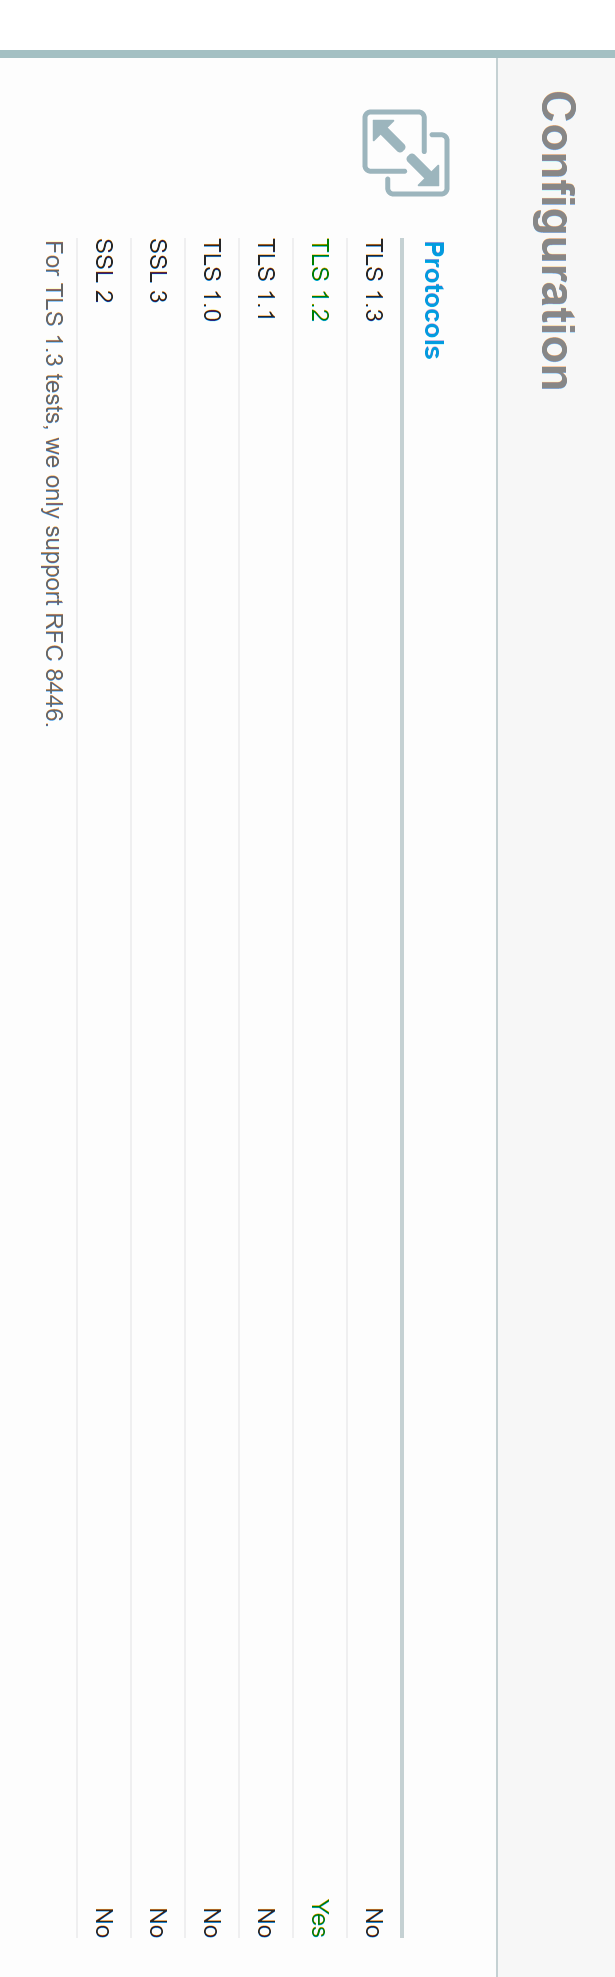 Configuration
Protocols
TLS 1.3 No
TLS 1.2 Yes
TLS 1.1 No
TLS 1.0 No
SSL 3 No
SSL 2 No
For TLS 1.3 tests, we only support RFC 8446.